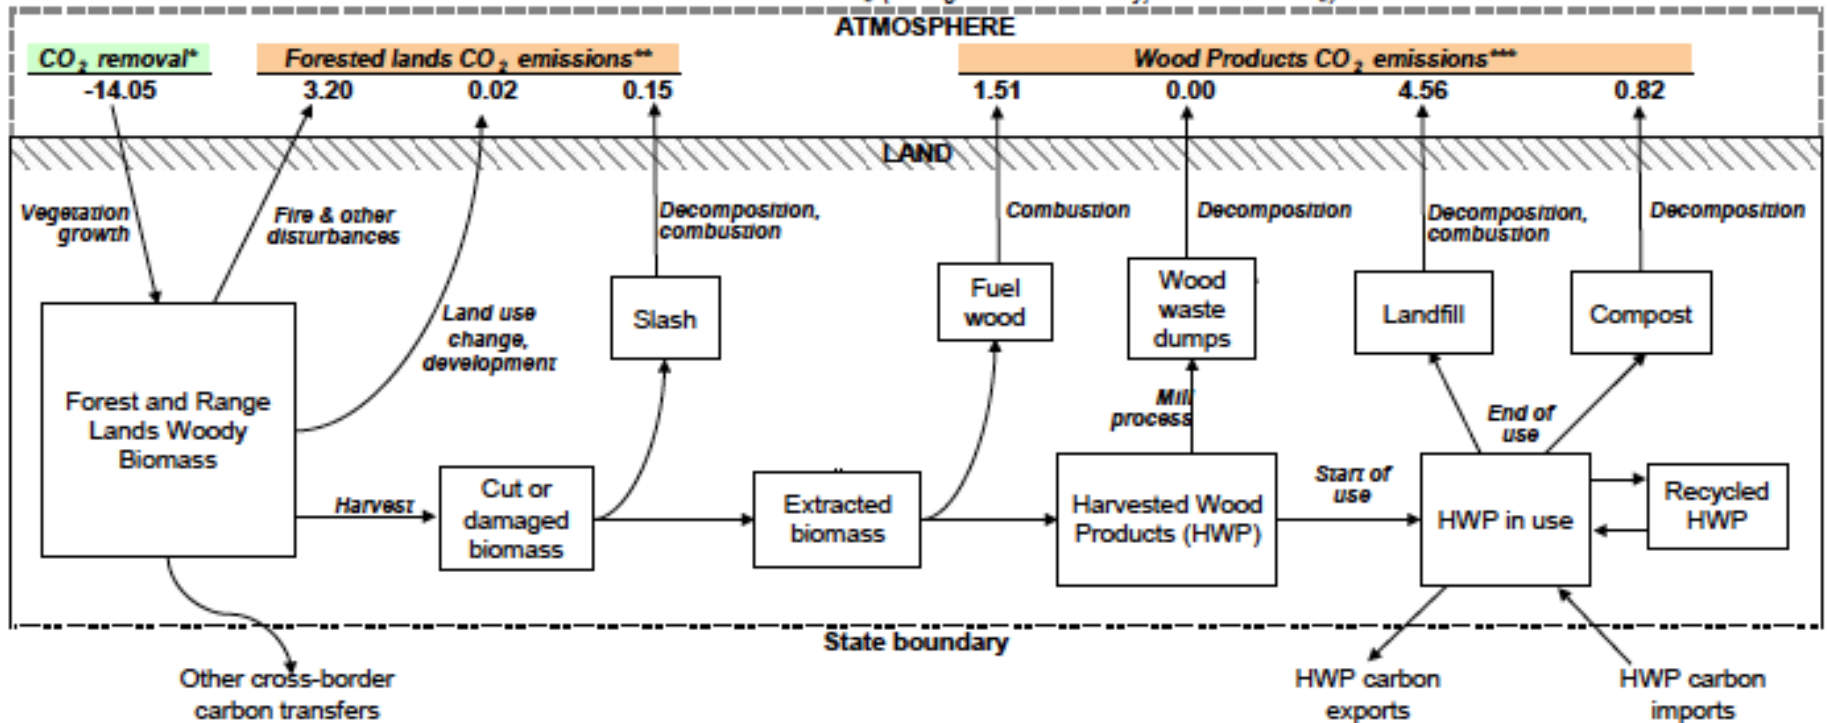 ATMOSPHERE
CO₂ removal* Forested lands CO₂ emissions** Wood Products CO₂ emissions***
-14.05 3.20 0.02 0.15 1.51 0.00 4.56 0.82
LAND
Vegetation
growth
Fire & other
disturbances
Decomposition,
combustion
Combustion
Decomposition
Decomposition,
combustion
Decomposition
Land use
change,
development
Slash
Fuel
wood
Wood
waste
dumps
Landfill
Compost
Forest and Range
Lands Woody
Biomass
Mill
process
End of
use
Harvest
Cut or
damaged
biomass
Extracted
biomass
Harvested Wood
Products (HWP)
Start of
use
HWP in use
Recycled
HWP
State boundary
Other cross-border
carbon transfers
HWP carbon
exports
HWP carbon
imports